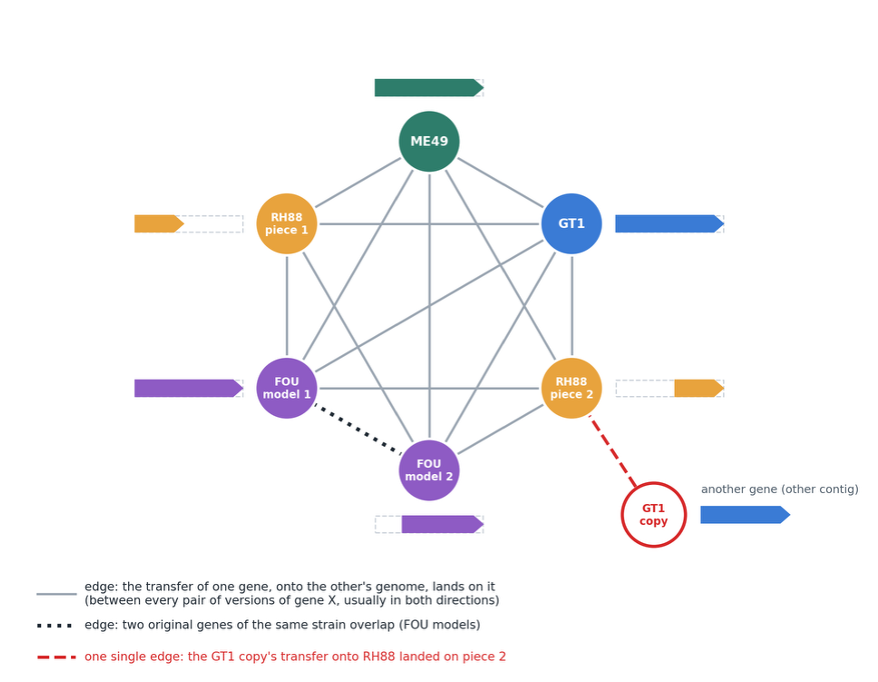 ME49
RH88
piece 1
GT1
FOU
model 1
RH88
piece 2
FOU
model 2
another gene (other contig)
GT1
copy
edge: the transfer of one gene, onto the other's genome, lands on it
(between every pair of versions of gene X, usually in both directions)
edge: two original genes of the same strain overlap (FOU models)
one single edge: the GT1 copy's transfer onto RH88 landed on piece 2